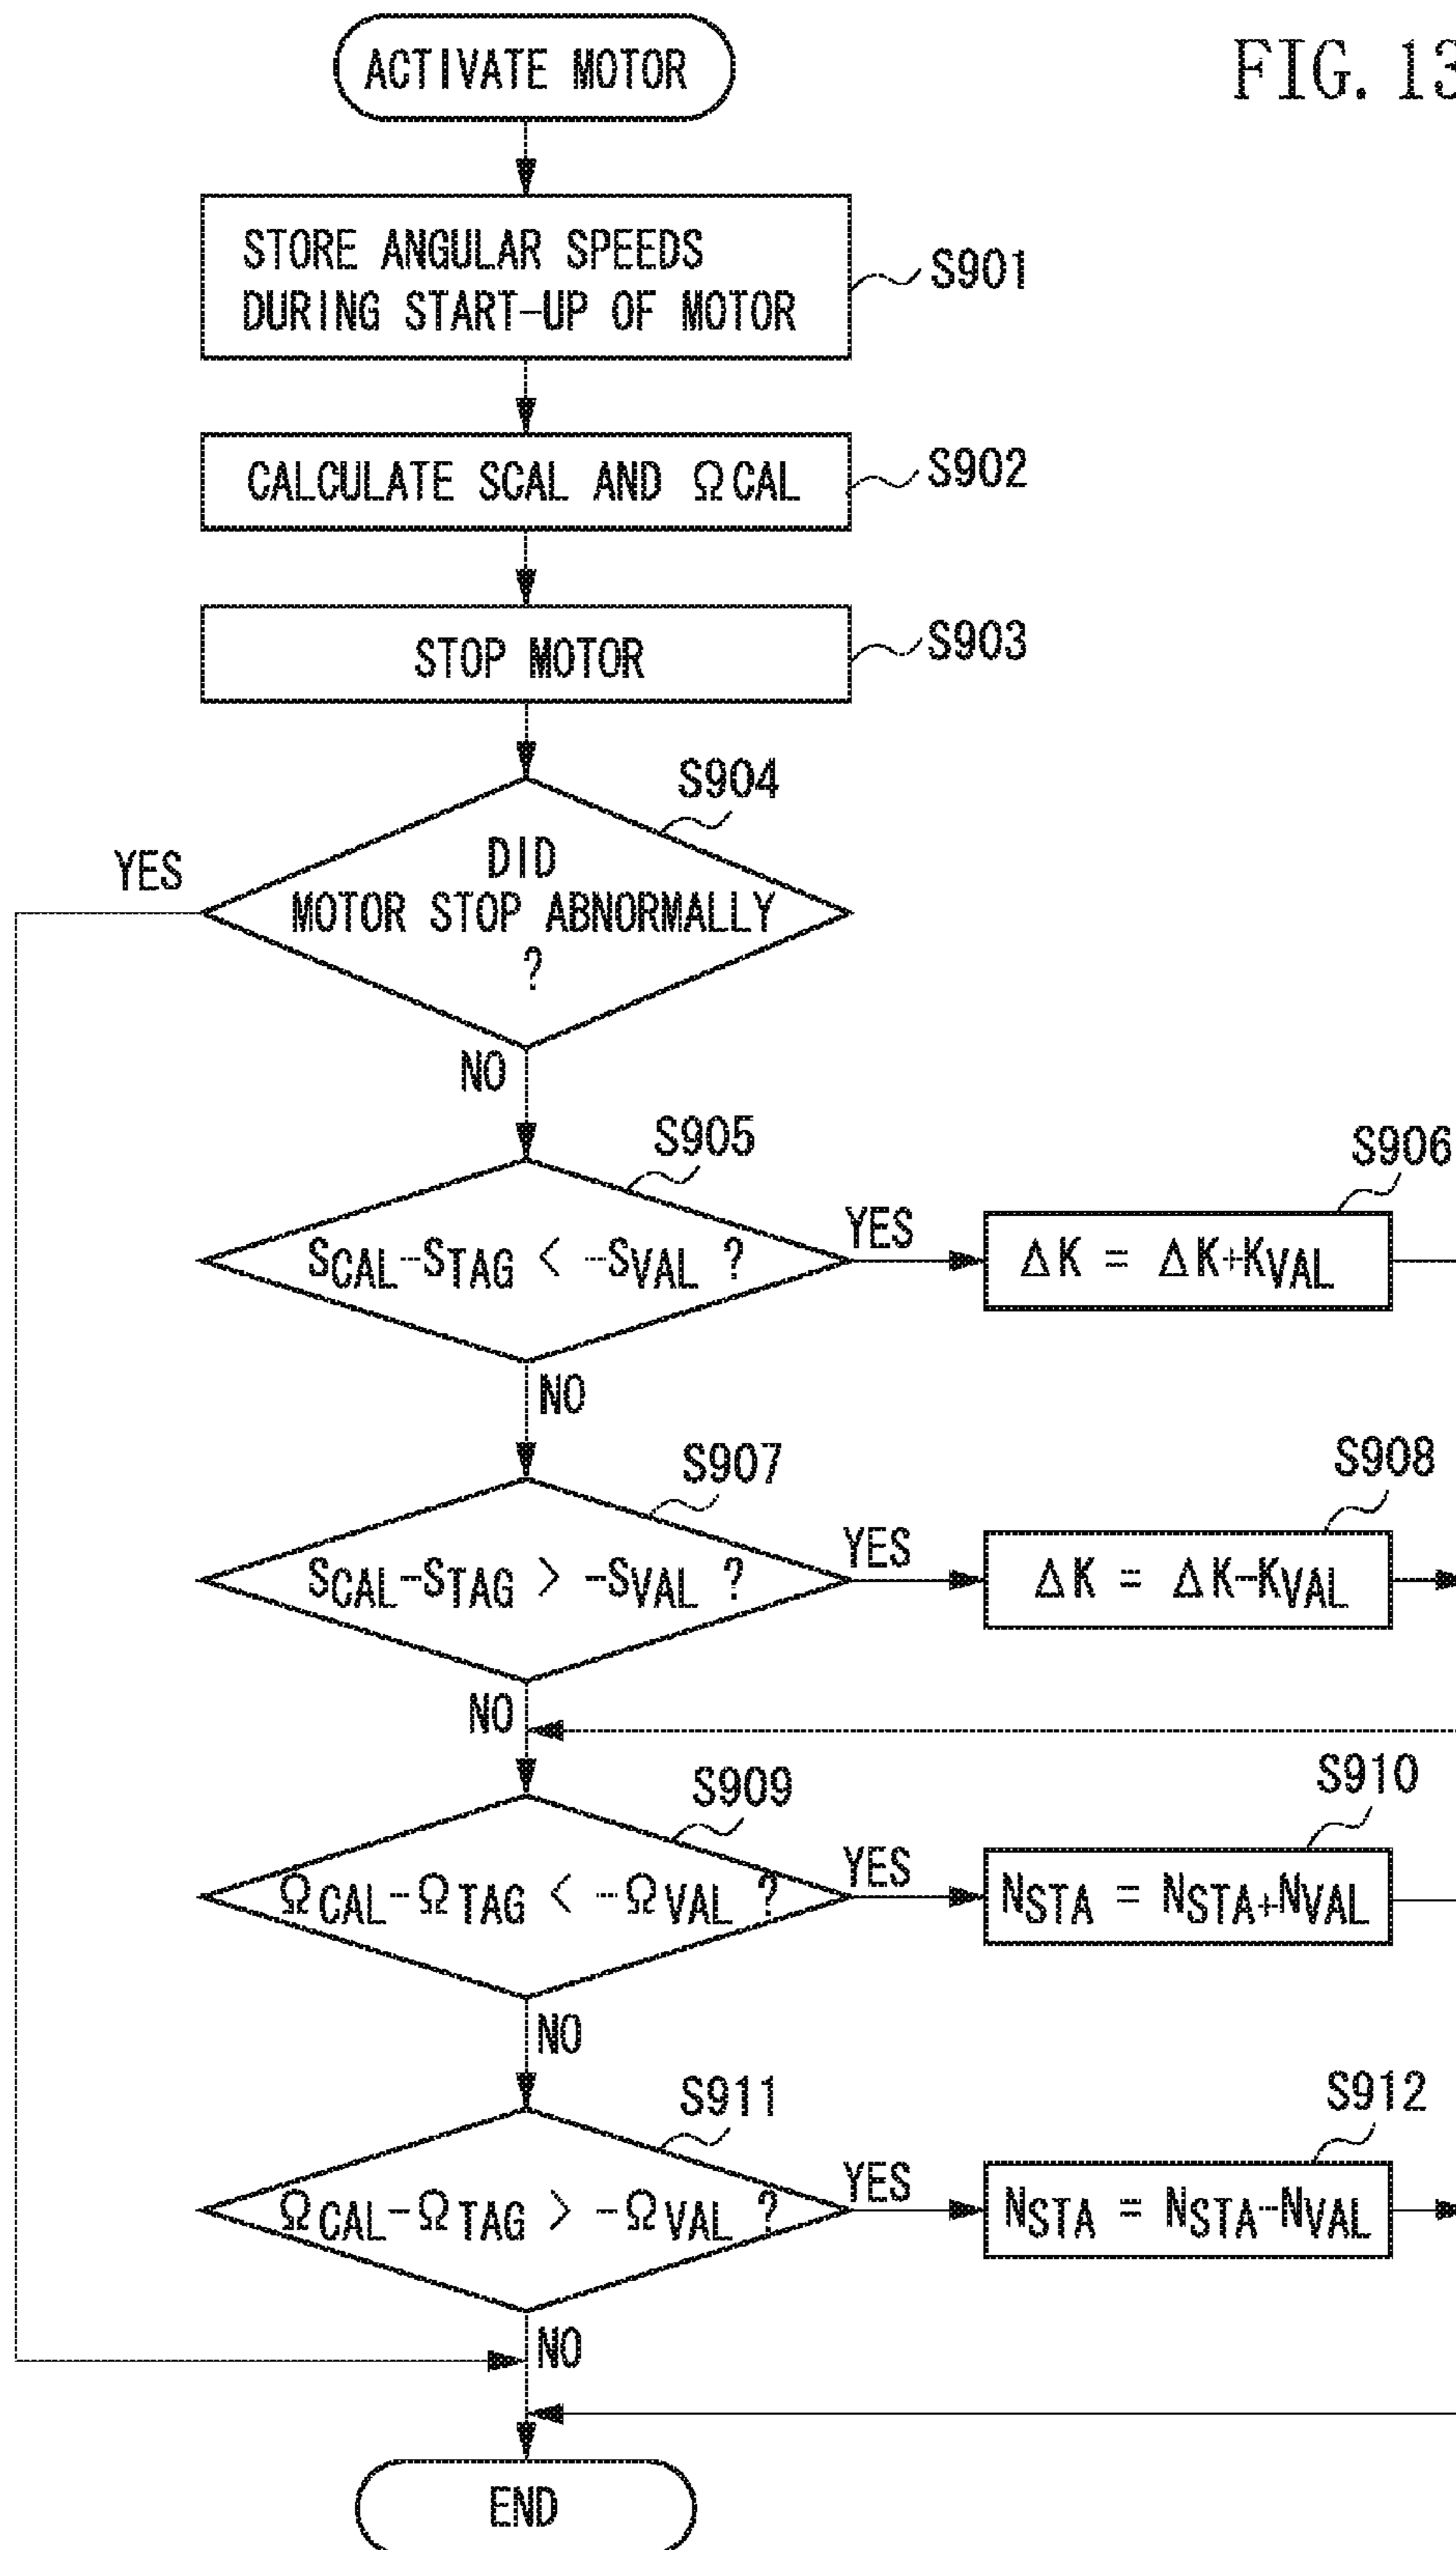 FIG. 13
ACTIVATE MOTOR
STORE ANGULAR SPEEDS
DURING START-UP OF MOTOR
S901
CALCULATE SCAL AND ΩCAL
S902
STOP MOTOR
S903
S904
DID
MOTOR STOP ABNORMALLY
?
YES
NO
S905
SCAL-STAG < -SVAL ?
YES
S906
ΔK = ΔK+KVAL
NO
S907
SCAL-STAG > -SVAL ?
YES
S908
ΔK = ΔK-KVAL
NO
S909
ΩCAL-ΩTAG < -ΩVAL ?
YES
S910
NSTA = NSTA+NVAL
NO
S911
ΩCAL-ΩTAG > -ΩVAL ?
YES
S912
NSTA = NSTA-NVAL
NO
END